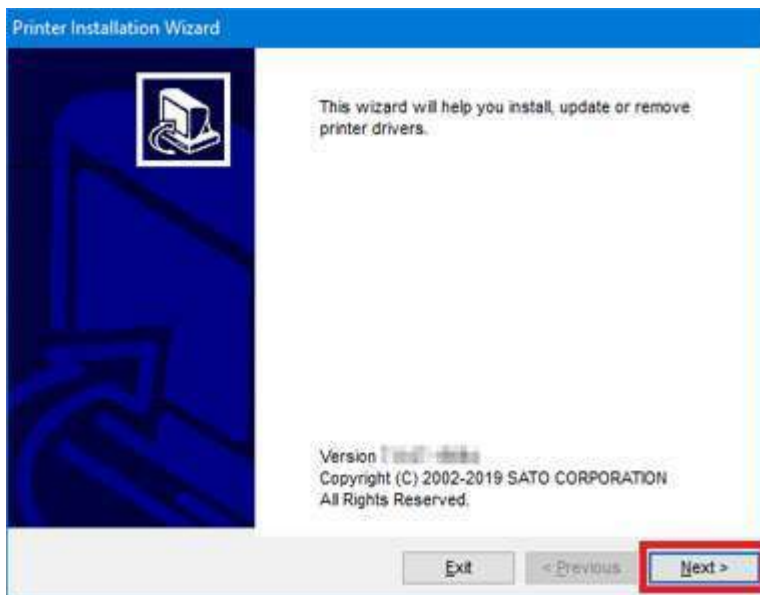 Printer Installation Wizard
This wizard will help you install, update or remove
printer drivers.
Version
Copyright (C) 2002-2019 SATO CORPORATION
All Rights Reserved.
Exit
< Previous
Next >